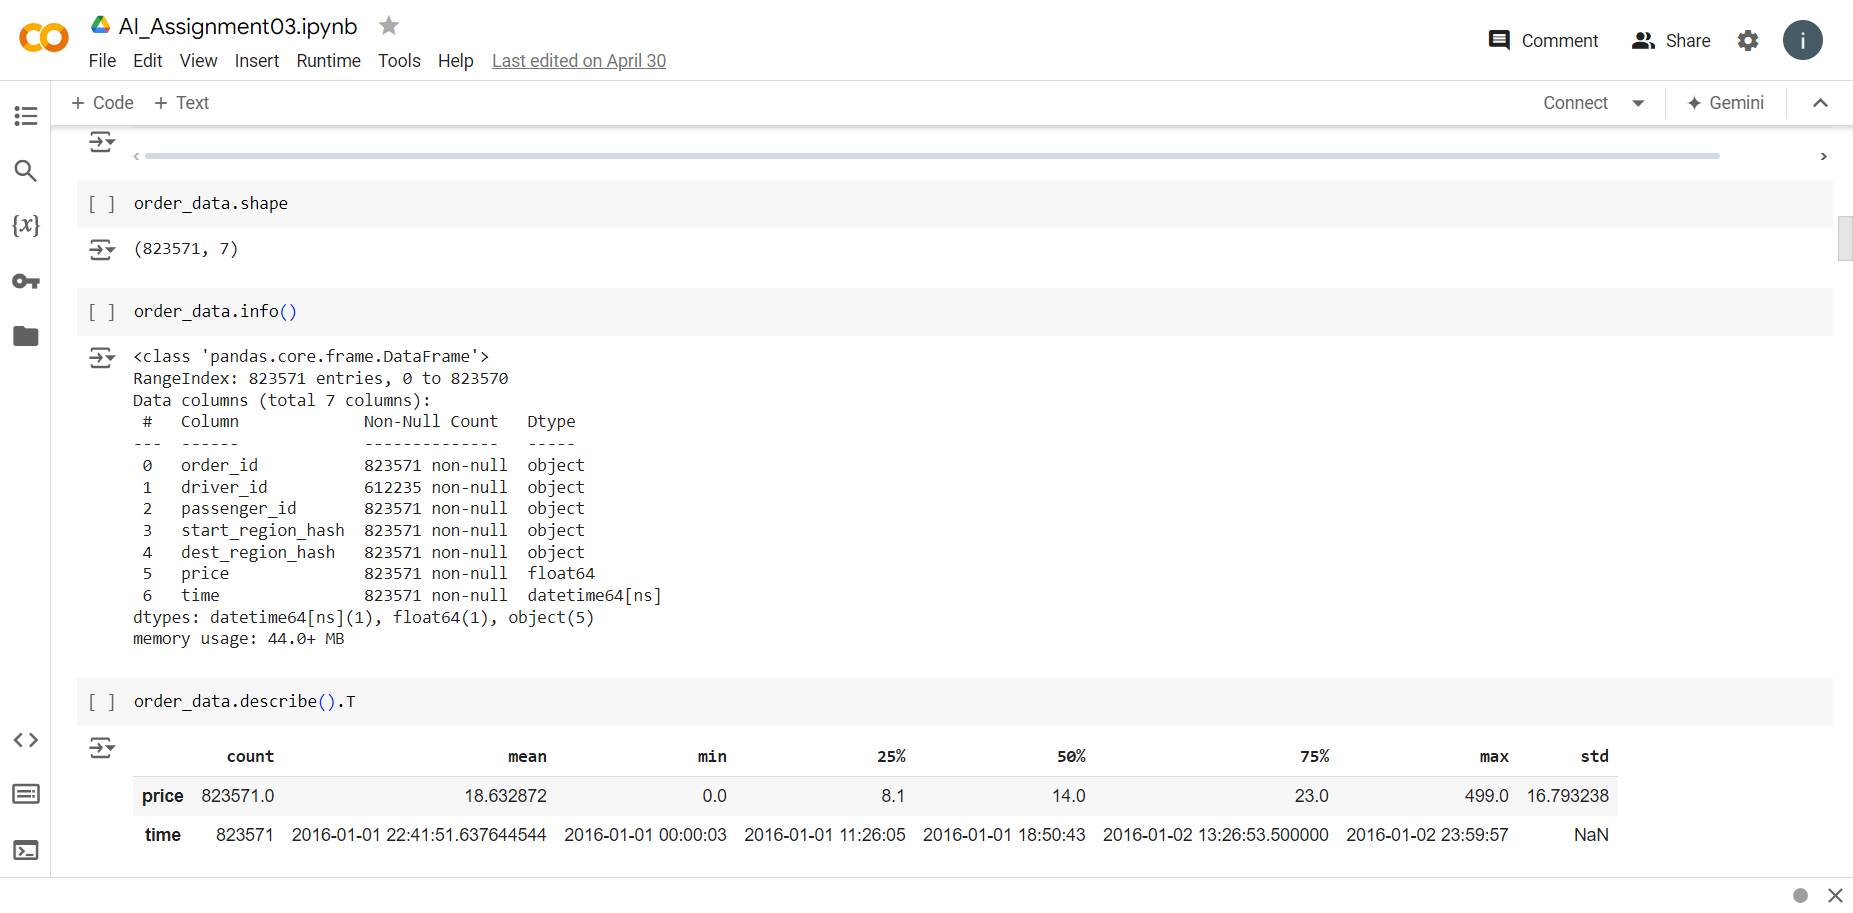 AI_Assignment03.ipynb
File Edit View Insert Runtime Tools Help Last edited on April 30
Comment Share i
+ Code + Text Connect Gemini
[ ] order_data.shape
(823571, 7)
[ ] order_data.info()
<class 'pandas.core.frame.DataFrame'>
RangeIndex: 823571 entries, 0 to 823570
Data columns (total 7 columns):
 #   Column             Non-Null Count   Dtype
---  ------             --------------   -----
 0   order_id           823571 non-null  object
 1   driver_id          612235 non-null  object
 2   passenger_id       823571 non-null  object
 3   start_region_hash  823571 non-null  object
 4   dest_region_hash   823571 non-null  object
 5   price              823571 non-null  float64
 6   time               823571 non-null  datetime64[ns]
dtypes: datetime64[ns](1), float64(1), object(5)
memory usage: 44.0+ MB
[ ] order_data.describe().T
count mean min 25% 50% 75% max std
price 823571.0 18.632872 0.0 8.1 14.0 23.0 499.0 16.793238
time 823571 2016-01-01 22:41:51.637644544 2016-01-01 00:00:03 2016-01-01 11:26:05 2016-01-01 18:50:43 2016-01-02 13:26:53.500000 2016-01-02 23:59:57 NaN